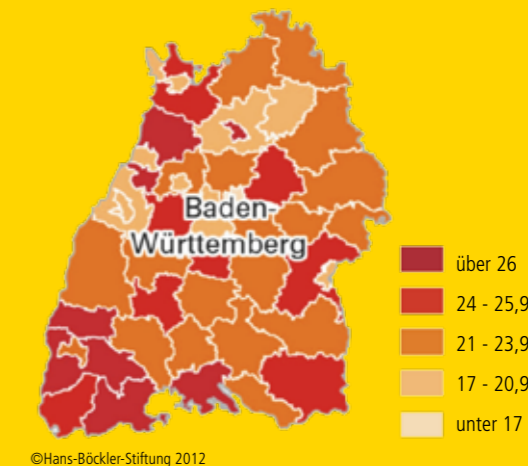 Baden-
Württemberg
über 26
24 - 25,9
21 - 23,9
17 - 20,9
unter 17
©Hans-Böckler-Stiftung 2012